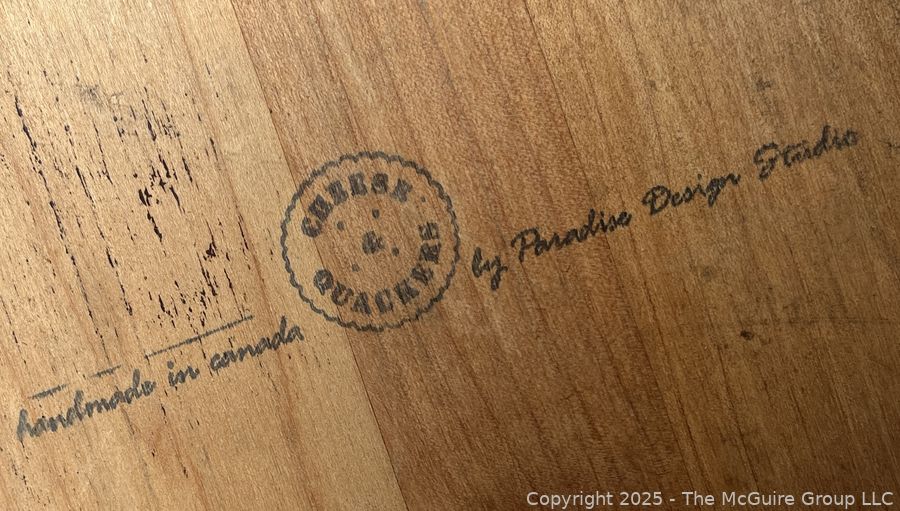 CHEESE
&
QUACKERS
by Paradise Design Studio
handmade in canada
Copyright 2025 - The McGuire Group LLC